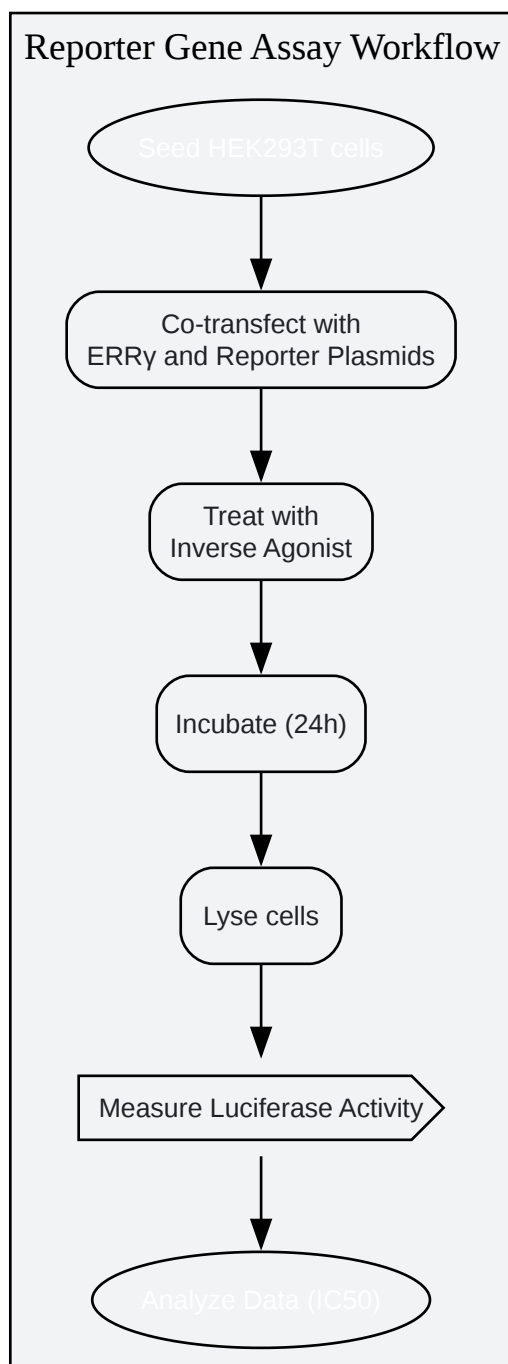 Reporter Gene Assay Workflow
Seed HEK293T cells
Co-transfect with
ERRγ and Reporter Plasmids
Treat with
Inverse Agonist
Incubate (24h)
Lyse cells
Measure Luciferase Activity
Analyze Data (IC50)